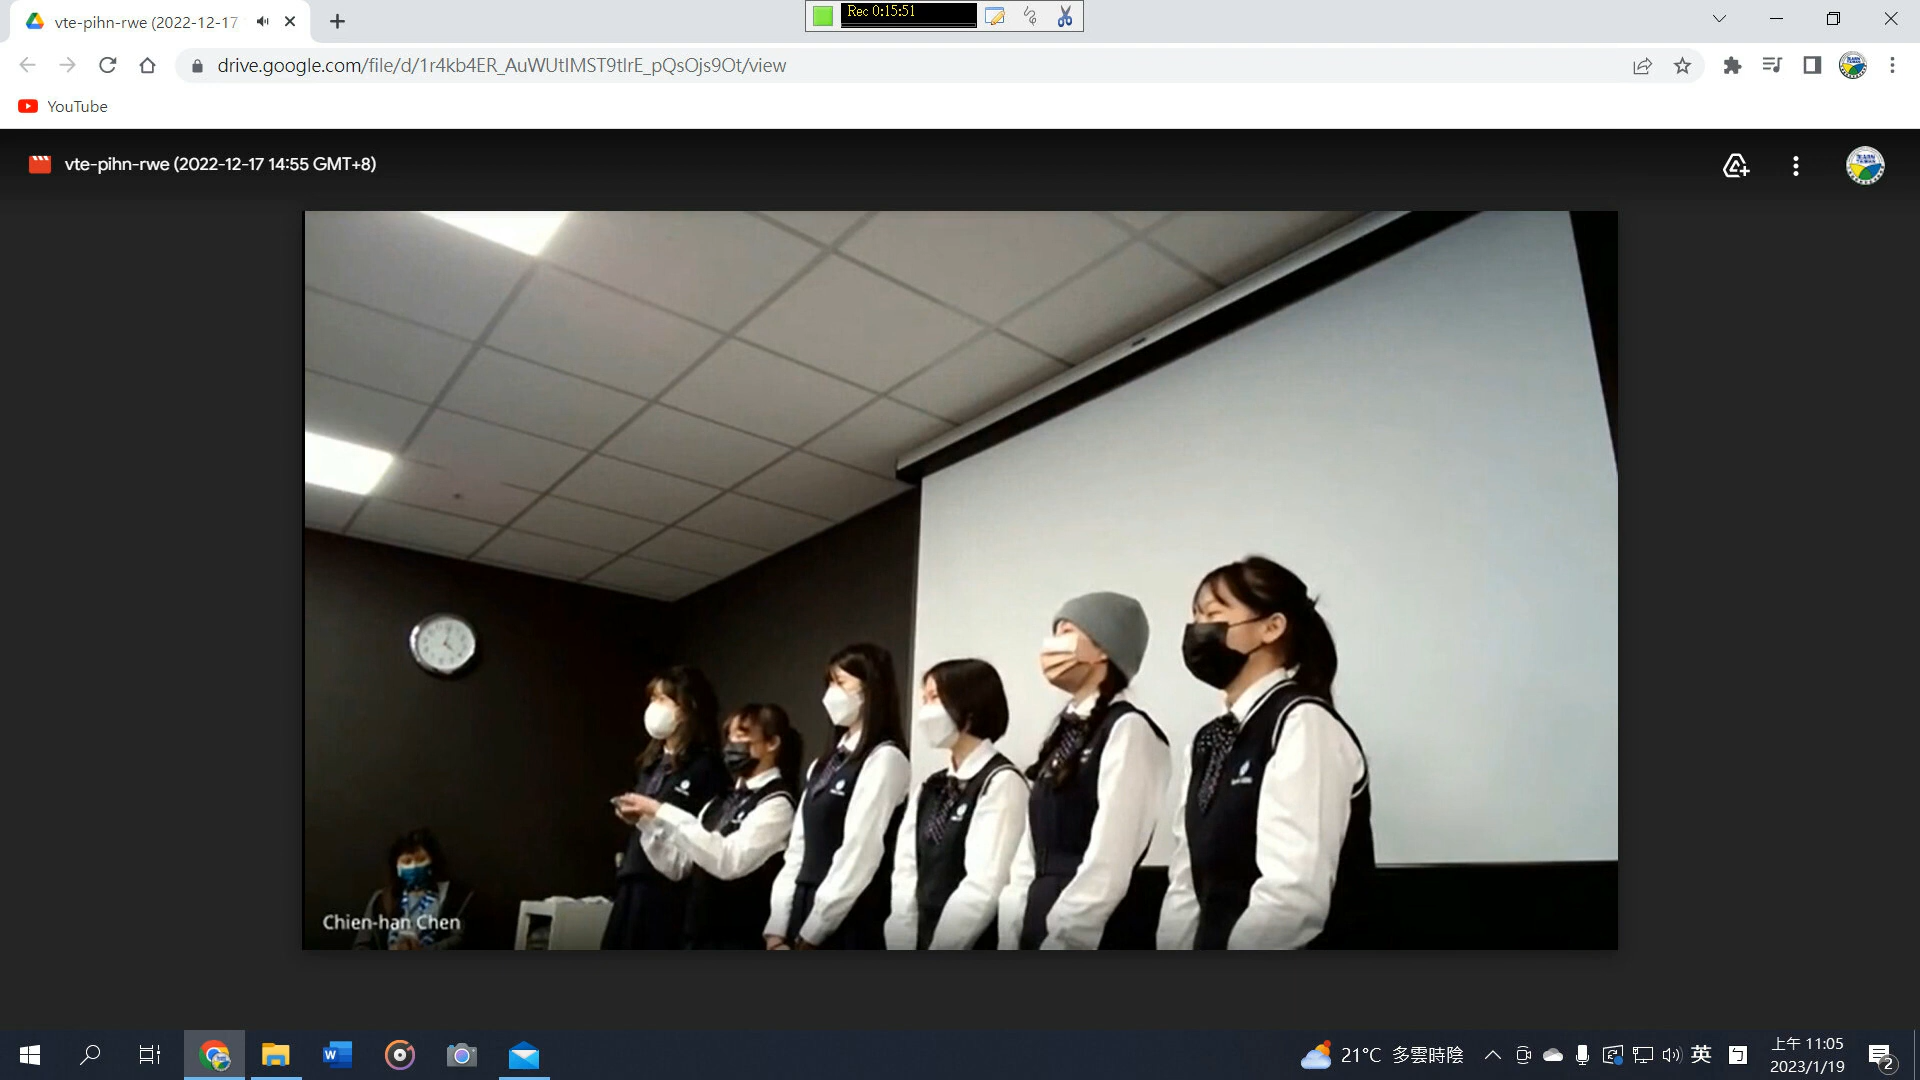 vte-pihn-rwe (2022-12-17
Rec 0:15:51
drive.google.com/file/d/1r4kb4ER_AuWUtIMST9tlrE_pQsOjs9Ot/view
YouTube
vte-pihn-rwe (2022-12-17 14:55 GMT+8)
Chien-han Chen
21°C 多雲時陰
英
上午 11:05
2023/1/19
2